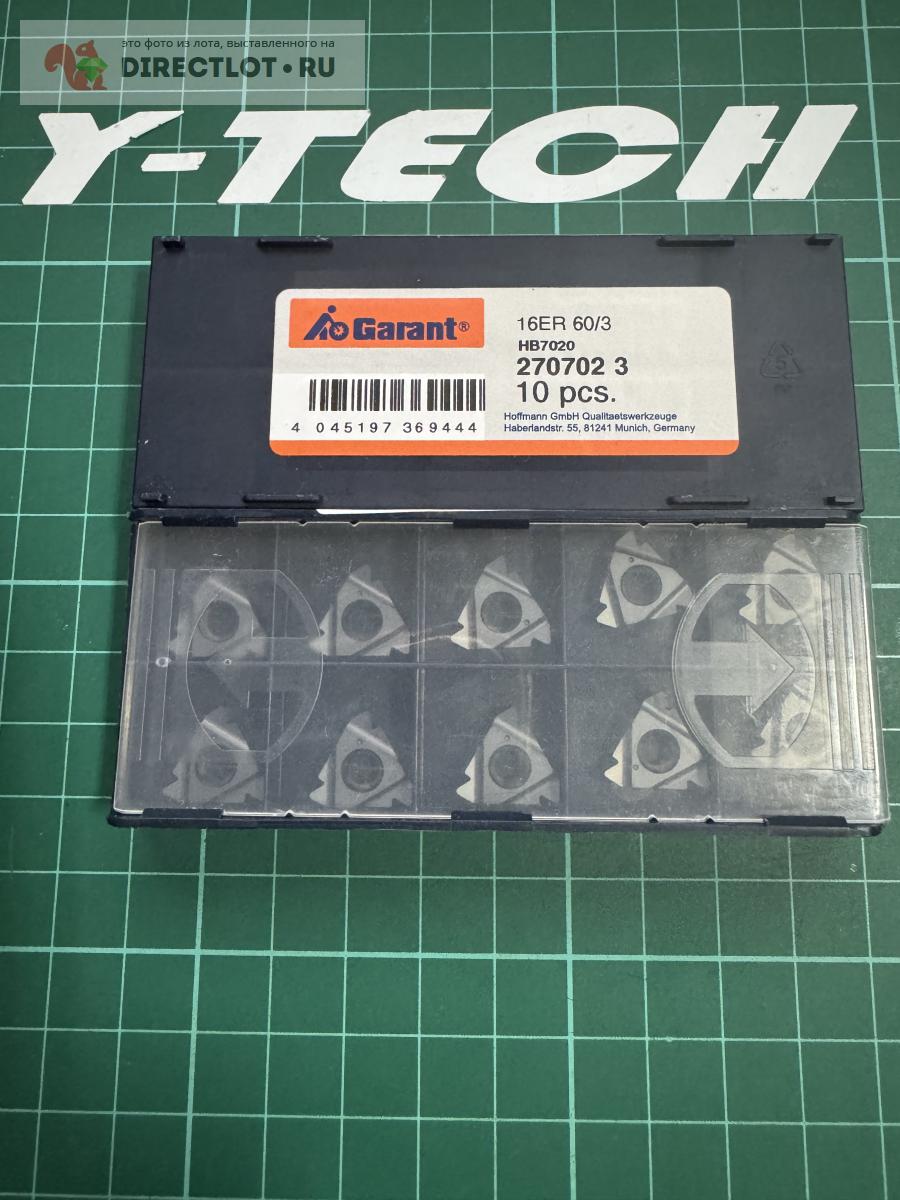 это фото из лота, выставленного на
DIRECTLOT•RU
Y-TECH
Garant®
16ER 60/3
HB7020
270702 3
10 pcs.
Hoffmann GmbH Qualitaetswerkzeuge
Haberlandstr. 55, 81241 Munich, Germany
4 045197 369444